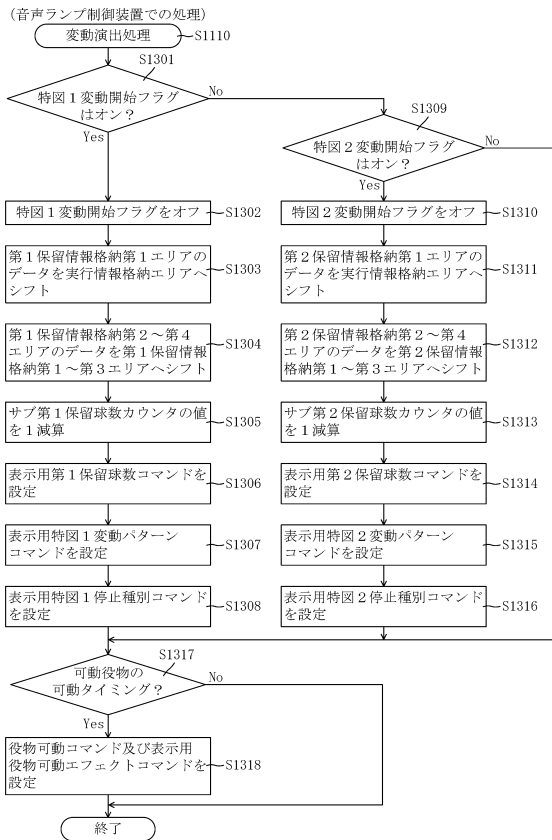 （音声ランプ制御装置での処理）
変動演出処理
S1110
S1301
特図１変動開始フラグ
はオン？
No
Yes
S1309
特図２変動開始フラグ
はオン？
No
Yes
特図１変動開始フラグをオフ
S1302
特図２変動開始フラグをオフ
S1310
第１保留情報格納第１エリアの
データを実行情報格納エリアへ
シフト
S1303
第２保留情報格納第１エリアの
データを実行情報格納エリアへ
シフト
S1311
第１保留情報格納第２～第４
エリアのデータを第１保留情報
格納第１～第３エリアへシフト
S1304
第２保留情報格納第２～第４
エリアのデータを第２保留情報
格納第１～第３エリアへシフト
S1312
サブ第１保留球数カウンタの値
を１減算
S1305
サブ第２保留球数カウンタの値
を１減算
S1313
表示用第１保留球数コマンドを
設定
S1306
表示用第２保留球数コマンドを
設定
S1314
表示用特図１変動パターン
コマンドを設定
S1307
表示用特図２変動パターン
コマンドを設定
S1315
表示用特図１停止種別コマンド
を設定
S1308
表示用特図２停止種別コマンド
を設定
S1316
S1317
可動役物の
可動タイミング？
No
Yes
役物可動コマンド及び表示用
役物可動エフェクトコマンドを
設定
S1318
終了